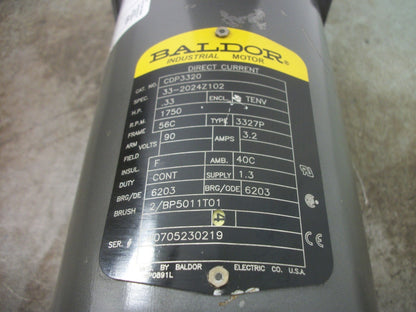 BALDOR
INDUSTRIAL MOTOR
DIRECT CURRENT
CAT. NO. CDP3320
SPEC. 33-2024Z102
H.P. .33 ENCL. TENV
R.P.M. 1750
FRAME 56C TYPE 3327P
ARM VOLTS 90 AMPS 3.2
FIELD
INSU. F AMB. 40C
DUTY CONT SUPPLY 1.3
BRG/DE 6203 BRG/ODE 6203
BRUSH 2/BP5011T01
SER. # 0705230219
CE
BY BALDOR ELECTRIC CO. U.S.A.